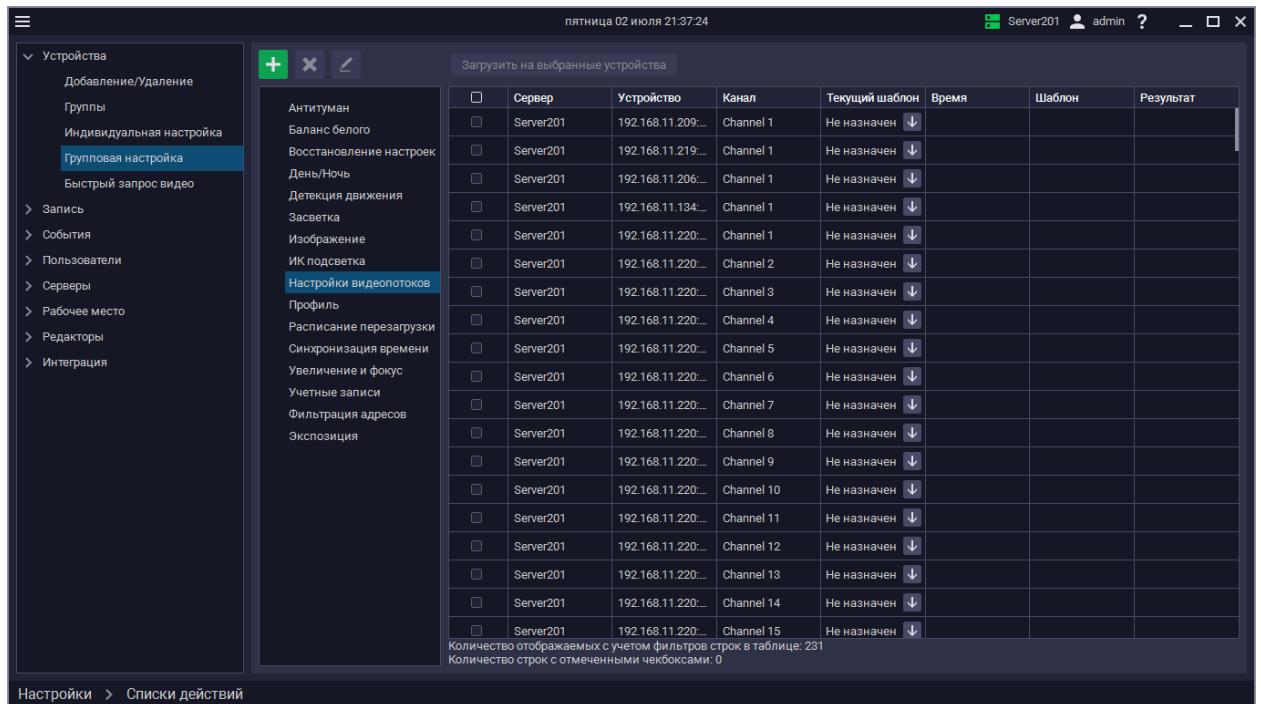 пятница 02 июля 21:37:24
Server201 admin ?
Устройства
Добавление/Удаление
Группы
Индивидуальная настройка
Групповая настройка
Быстрый запрос видео
Запись
События
Пользователи
Серверы
Рабочее место
Редакторы
Интеграция
Антитуман
Баланс белого
Восстановление настроек
День/Ночь
Детекция движения
Засветка
Изображение
ИК подсветка
Настройки видеопотоков
Профиль
Расписание перезагрузки
Синхронизация времени
Увеличение и фокус
Учетные записи
Фильтрация адресов
Экспозиция
Загрузить на выбранные устройства
Сервер Устройство Канал Текущий шаблон Время Шаблон Результат
Server201 192.168.11.209:... Channel 1 Не назначен
Server201 192.168.11.219:... Channel 1 Не назначен
Server201 192.168.11.206:... Channel 1 Не назначен
Server201 192.168.11.134:... Channel 1 Не назначен
Server201 192.168.11.220:... Channel 1 Не назначен
Server201 192.168.11.220:... Channel 2 Не назначен
Server201 192.168.11.220:... Channel 3 Не назначен
Server201 192.168.11.220:... Channel 4 Не назначен
Server201 192.168.11.220:... Channel 5 Не назначен
Server201 192.168.11.220:... Channel 6 Не назначен
Server201 192.168.11.220:... Channel 7 Не назначен
Server201 192.168.11.220:... Channel 8 Не назначен
Server201 192.168.11.220:... Channel 9 Не назначен
Server201 192.168.11.220:... Channel 10 Не назначен
Server201 192.168.11.220:... Channel 11 Не назначен
Server201 192.168.11.220:... Channel 12 Не назначен
Server201 192.168.11.220:... Channel 13 Не назначен
Server201 192.168.11.220:... Channel 14 Не назначен
Server201 192.168.11.220:... Channel 15 Не назначен
Количество отображаемых с учетом фильтров строк в таблице: 231
Количество строк с отмеченными чекбоксами: 0
Настройки > Списки действий